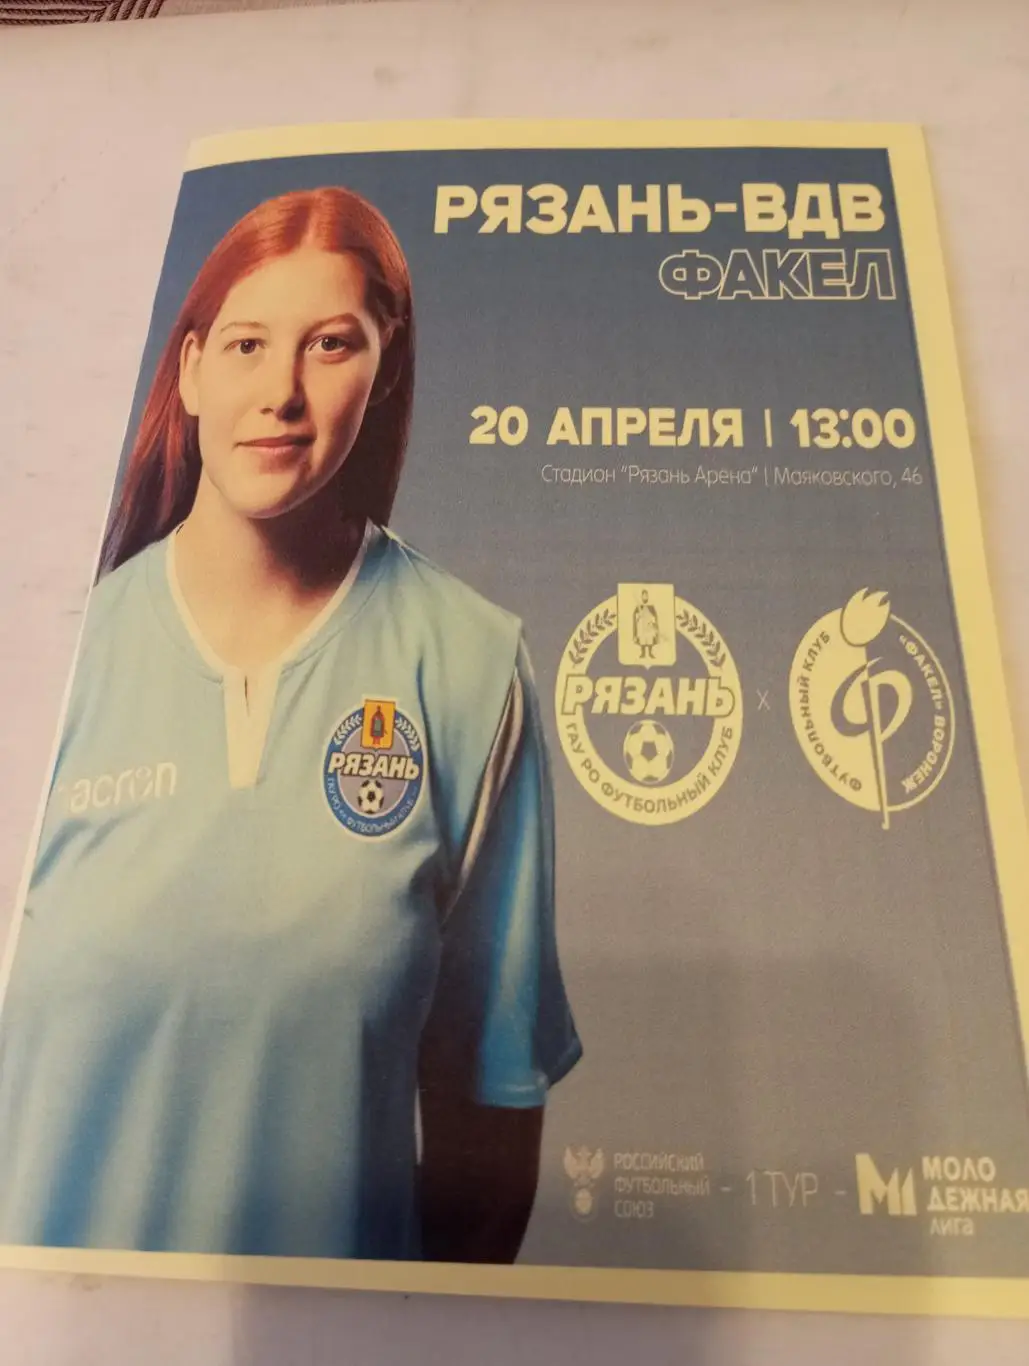 РЯЗАНЬ-ВДВ
ФАКЕЛ
20 АПРЕЛЯ | 13:00
Стадион "Рязань Арена" | Маяковского, 46
РЯЗАНЬ
ГАУ РО ФУТБОЛЬНЫЙ КЛУБ
x
ФУТБОЛЬНЫЙ КЛУБ
«ФАКЕЛ» ВОРОНЕЖ
acron
РЯЗАНЬ
РОССИЙСКИЙ
ФУТБОЛЬНЫЙ
СОЮЗ
- 1 ТУР -
МОЛО
ДЕЖНАЯ
ЛИГА